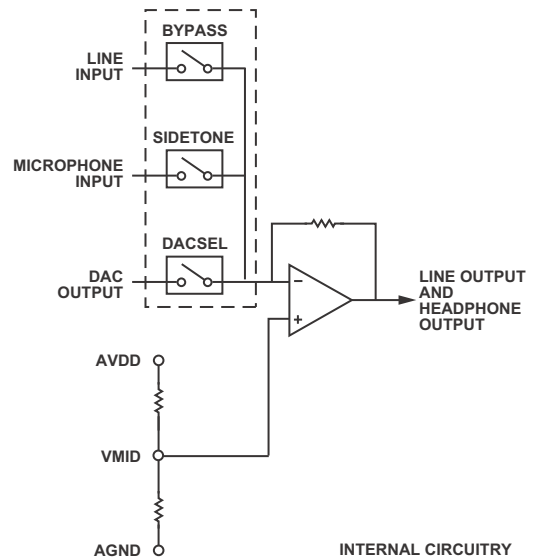 BYPASS
LINE
INPUT
SIDETONE
MICROPHONE
INPUT
DACSEL
DAC
OUTPUT
−
+
LINE OUTPUT
AND
HEADPHONE
OUTPUT
AVDD
VMID
AGND
INTERNAL CIRCUITRY